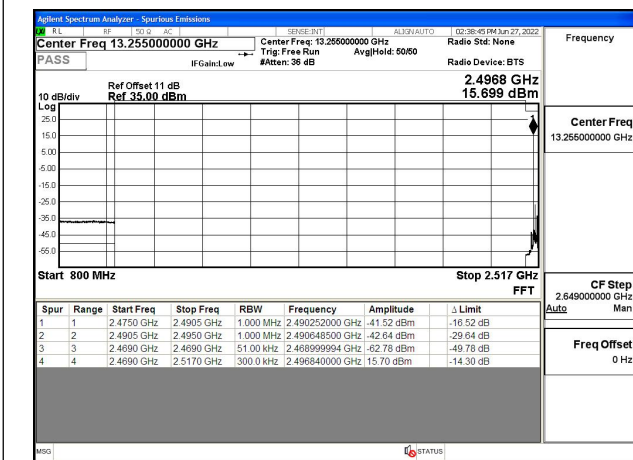 Agilent Spectrum Analyzer - Spurious Emissions
RL RF 50 Ω AC SENSE:INT ALIGN AUTO 02:38:45 PM Jun 27, 2022
Center Freq 13.255000000 GHz Center Freq: 13.255000000 GHz Radio Std: None
Trig: Free Run Avg|Hold: 50/50
PASS IFGain:Low #Atten: 36 dB Radio Device: BTS
Frequency
2.4968 GHz
Ref Offset 11 dB
10 dB/div Ref 35.00 dBm 15.699 dBm
Log
25.0
15.0
5.00
-5.00
-15.0
-25.0
-35.0
-45.0
-55.0
Start 800 MHz Stop 2.517 GHz
FFT
Center Freq
13.255000000 GHz
CF Step
2.649000000 GHz
Auto Man
Freq Offset
0 Hz
Spur Range Start Freq Stop Freq RBW Frequency Amplitude Δ Limit
1 1 2.4750 GHz 2.4905 GHz 1.000 MHz 2.490252000 GHz -41.52 dBm -16.52 dB
2 2 2.4905 GHz 2.4950 GHz 1.000 MHz 2.490648500 GHz -42.64 dBm -29.64 dB
3 3 2.4690 GHz 2.4690 GHz 51.00 kHz 2.468999994 GHz -62.78 dBm -49.78 dB
4 4 2.4690 GHz 2.5170 GHz 300.0 kHz 2.496840000 GHz 15.70 dBm -14.30 dB
MSG STATUS